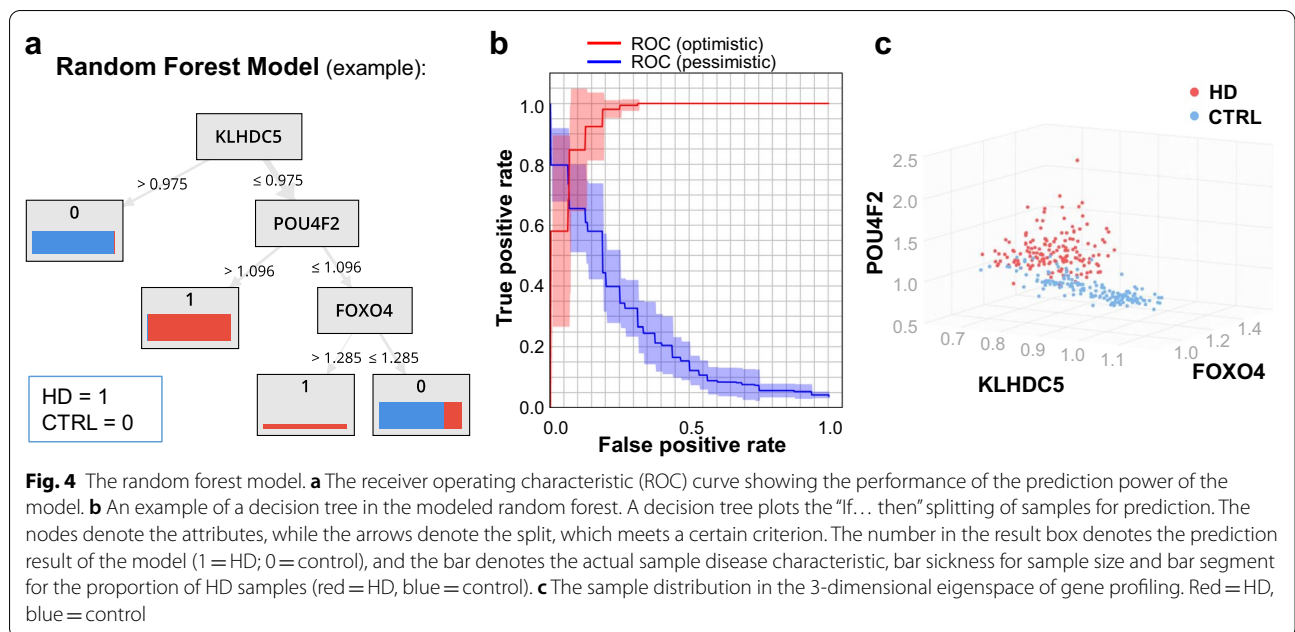 a
Random Forest Model (example):
KLHDC5
> 0.975
≤ 0.975
0
POU4F2
> 1.096
≤ 1.096
1
FOXO4
> 1.285
≤ 1.285
1
0
HD = 1
CTRL = 0
b
ROC (optimistic)
ROC (pessimistic)
True positive rate
1.0
0.8
0.6
0.4
0.2
0.0
0.0
0.5
1.0
False positive rate
c
HD
CTRL
POU4F2
2.5
2.0
1.5
1.0
0.5
0.7
0.8
0.9
1.0
1.1
KLHDC5
1.0
1.2
1.4
FOXO4
Fig. 4 The random forest model. a The receiver operating characteristic (ROC) curve showing the performance of the prediction power of the
model. b An example of a decision tree in the modeled random forest. A decision tree plots the “If… then” splitting of samples for prediction. The
nodes denote the attributes, while the arrows denote the split, which meets a certain criterion. The number in the result box denotes the prediction
result of the model (1 = HD; 0 = control), and the bar denotes the actual sample disease characteristic, bar sickness for sample size and bar segment
for the proportion of HD samples (red = HD, blue = control). c The sample distribution in the 3-dimensional eigenspace of gene profiling. Red = HD,
blue = control